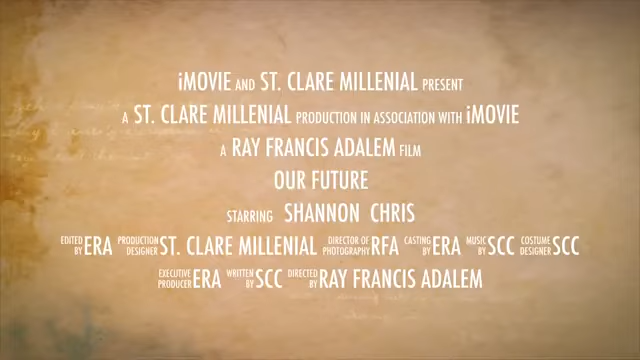 iMOVIE AND ST. CLARE MILLENIAL PRESENT
A ST. CLARE MILLENIAL PRODUCTION IN ASSOCIATION WITH iMOVIE
A RAY FRANCIS ADALEM FILM
OUR FUTURE
STARRING SHANNON CHRIS
EDITED BY ERA PRODUCTION DESIGNER ST. CLARE MILLENIAL DIRECTOR OF PHOTOGRAPHY RFA CASTING BY ERA MUSIC BY SCC COSTUME DESIGNER SCC
EXECUTIVE PRODUCER ERA WRITTEN BY SCC DIRECTED BY RAY FRANCIS ADALEM